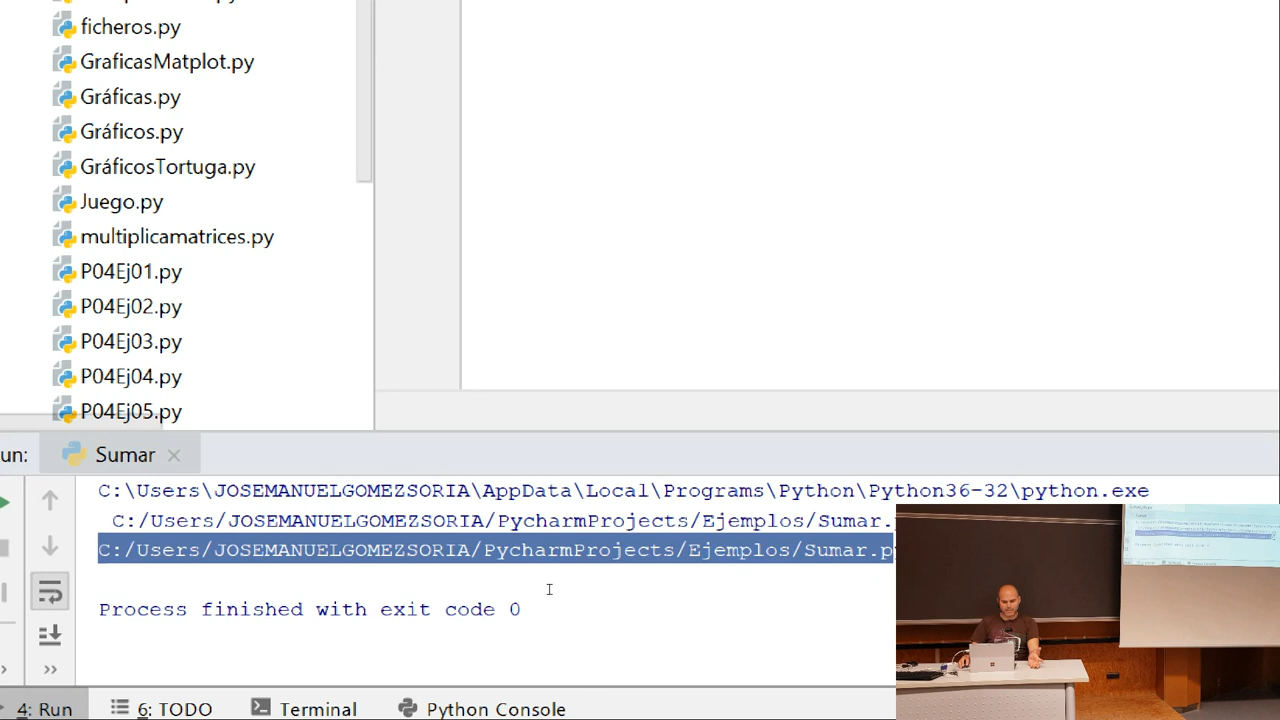 ficheros.py
GraficasMatplot.py
Gráficas.py
Gráficos.py
GráficosTortuga.py
Juego.py
multiplicamatrices.py
P04Ej01.py
P04Ej02.py
P04Ej03.py
P04Ej04.py
P04Ej05.py
un: Sumar
C:\Users\JOSEMANUELGOMEZSORIA\AppData\Local\Programs\Python\Python36-32\python.exe
C:/Users/JOSEMANUELGOMEZSORIA/PycharmProjects/Ejemplos/Sumar.
C:/Users/JOSEMANUELGOMEZSORIA/PycharmProjects/Ejemplos/Sumar.p
Process finished with exit code 0
4: Run 6: TODO Terminal Python Console